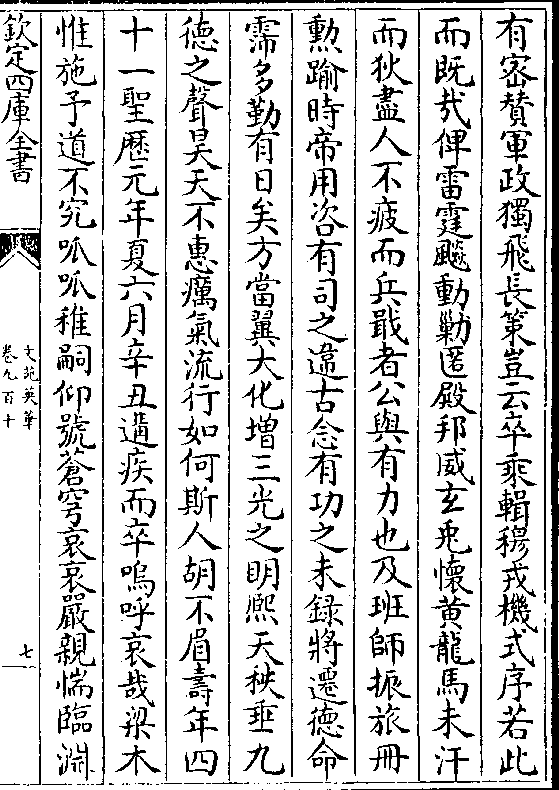 有宻賛軍政獨飛長策豈云卒乘輯穆戎機式序若此
而既㦲俾雷霆飈動勦匿殿邦威玄兎懐黄龍馬未汗
而狄盡人不疲而兵戢者公與有力也及班師振旅冊
勲踰時帝用咨有司之違古念有功之未録將遷徳命
霈多勤有日矣方當翼大化増三光之明熈天秩亜九
徳之聲昊天不惠癘氣流行如何斯人胡不眉壽年四
十一聖歴元年夏六月辛丑遘疾而卒嗚呼哀哉梁木
惟施予道不究呱呱稚嗣仰號蒼穹哀哀嚴親惴臨淵
欽定四庫全書
文苑英華
卷九百十
七